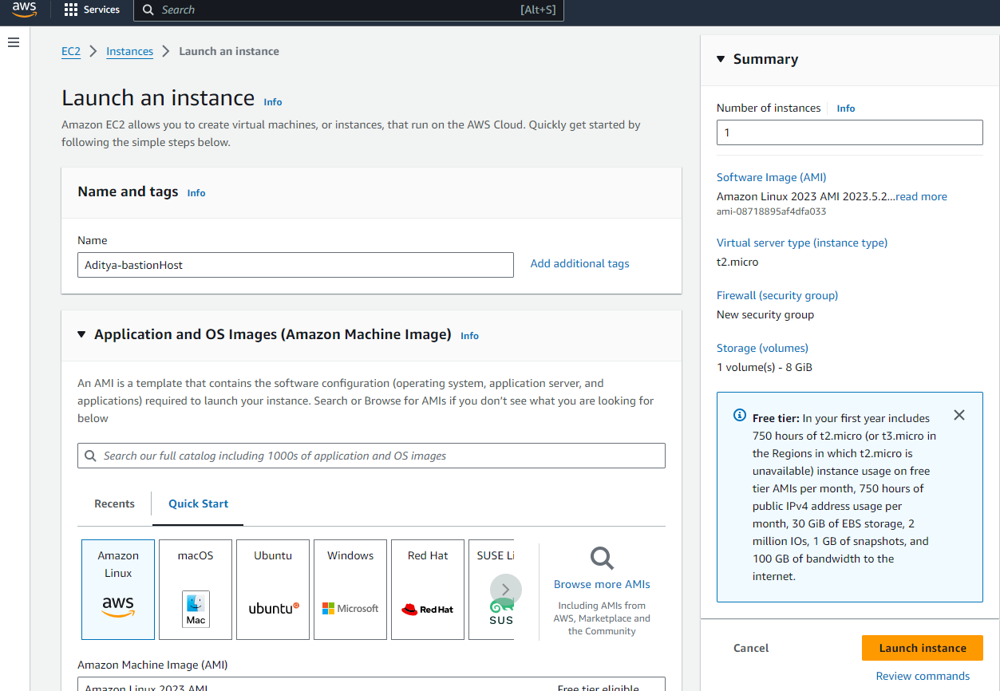 aws
Services
Search
[Alt+S]
EC2
Instances
Launch an instance
Launch an instance Info
Amazon EC2 allows you to create virtual machines, or instances, that run on the AWS Cloud. Quickly get started by
following the simple steps below.
Name and tags Info
Name
Aditya-bastionHost
Add additional tags
Application and OS Images (Amazon Machine Image) Info
An AMI is a template that contains the software configuration (operating system, application server, and
applications) required to launch your instance. Search or Browse for AMIs if you don't see what you are looking for
below
Search our full catalog including 1000s of application and OS images
Recents
Quick Start
Amazon
Linux
aws
macOS
Mac
Ubuntu
ubuntu
Windows
Microsoft
Red Hat
Red Hat
SUSE Li
SUS
Browse more AMIs
Including AMIs from
AWS, Marketplace and
the Community
Amazon Machine Image (AMI)
Amazon Linux 2023 AMI
Free tier eligible
Summary
Number of instances Info
1
Software Image (AMI)
Amazon Linux 2023 AMI 2023.5.2...read more
ami-08718895af4dfa033
Virtual server type (instance type)
t2.micro
Firewall (security group)
New security group
Storage (volumes)
1 volume(s) - 8 GiB
Free tier: In your first year includes
750 hours of t2.micro (or t3.micro in
the Regions in which t2.micro is
unavailable) instance usage on free
tier AMIs per month, 750 hours of
public IPv4 address usage per
month, 30 GiB of EBS storage, 2
million IOs, 1 GB of snapshots, and
100 GB of bandwidth to the
internet.
Cancel
Launch instance
Review commands